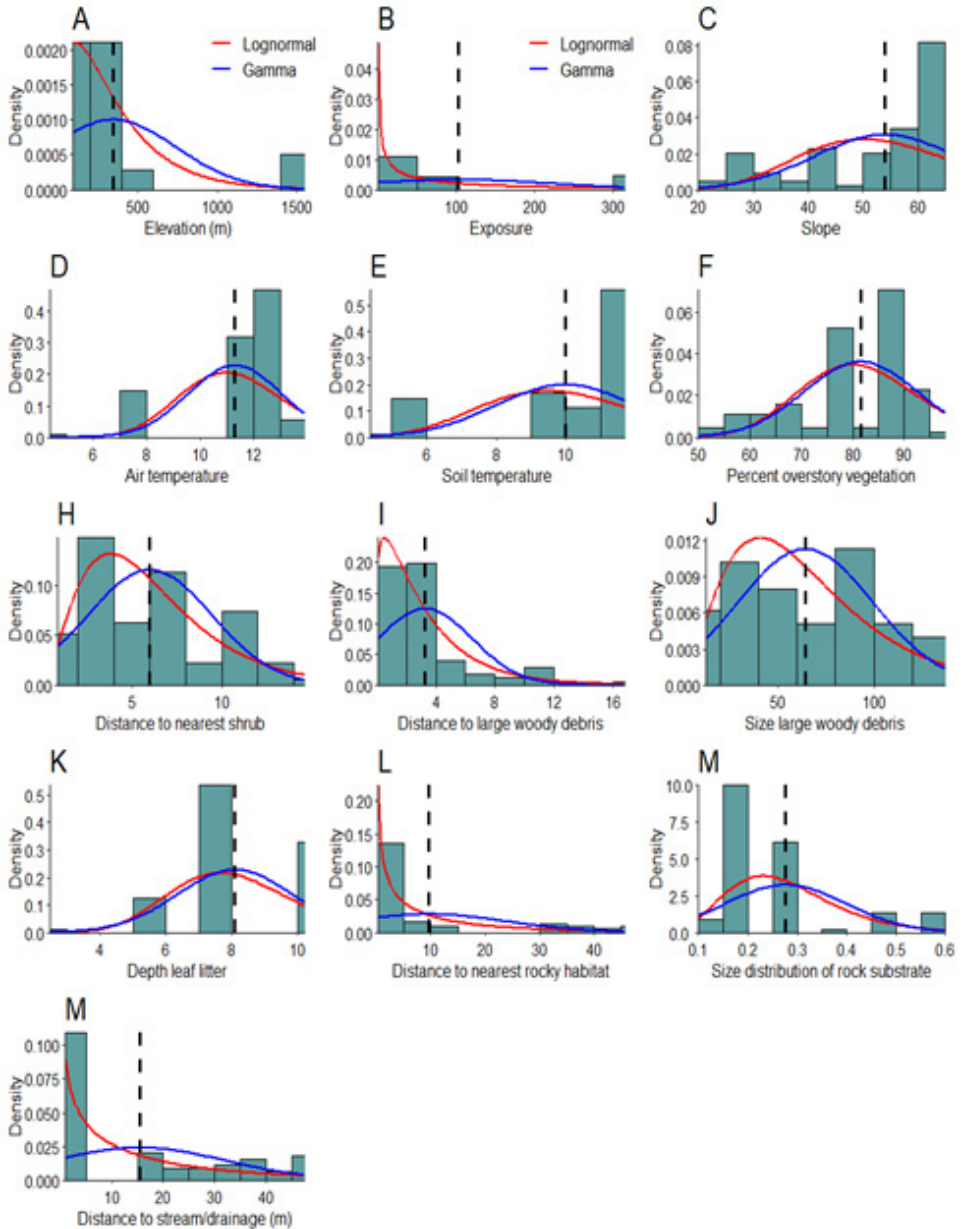 A
B
C
Lognormal
Gamma
Lognormal
Gamma
Density
0.0020
0.0015
0.0010
0.0005
0.0000
500
1000
1500
Elevation (m)
Density
0.04
0.03
0.02
0.01
0.00
100
200
300
Exposure
Density
0.08
0.06
0.04
0.02
0.00
20
30
40
50
60
Slope
D
E
F
Density
0.4
0.3
0.2
0.1
0.0
6
8
10
12
Air temperature
Density
0.5
0.4
0.3
0.2
0.1
0.0
6
8
10
Soil temperature
Density
0.06
0.04
0.02
0.00
50
60
70
80
90
Percent overstory vegetation
H
I
J
Density
0.10
0.05
0.00
5
10
Distance to nearest shrub
Density
0.20
0.15
0.10
0.05
0.00
4
8
12
16
Distance to large woody debris
Density
0.012
0.009
0.006
0.003
0.000
50
100
Size large woody debris
K
L
M
Density
0.5
0.4
0.3
0.2
0.1
0.0
4
6
8
10
Depth leaf litter
Density
0.20
0.15
0.10
0.05
0.00
10
20
30
40
Distance to nearest rocky habitat
Density
10.0
7.5
5.0
2.5
0.0
0.1
0.2
0.3
0.4
0.5
0.6
Size distribution of rock substrate
M
Density
0.100
0.075
0.050
0.025
0.000
10
20
30
40
Distance to stream/drainage (m)